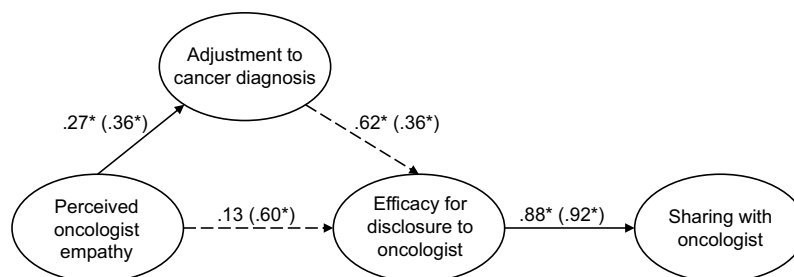 Adjustment to
cancer diagnosis
.27* (.36*)
.62* (.36*)
Perceived
oncologist
empathy
.13 (.60*)
Efficacy for
disclosure to
oncologist
.88* (.92*)
Sharing with
oncologist